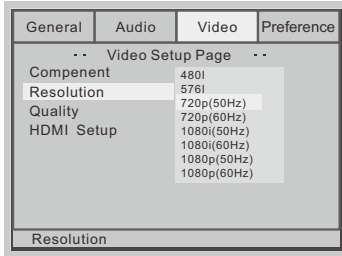 General Audio Video Preference
-- Video Setup Page --
Compenent
Resolution
Quality
HDMI Setup
480I
576I
720p(50Hz)
720p(60Hz)
1080i(50Hz)
1080i(60Hz)
1080p(50Hz)
1080p(60Hz)
Resolution